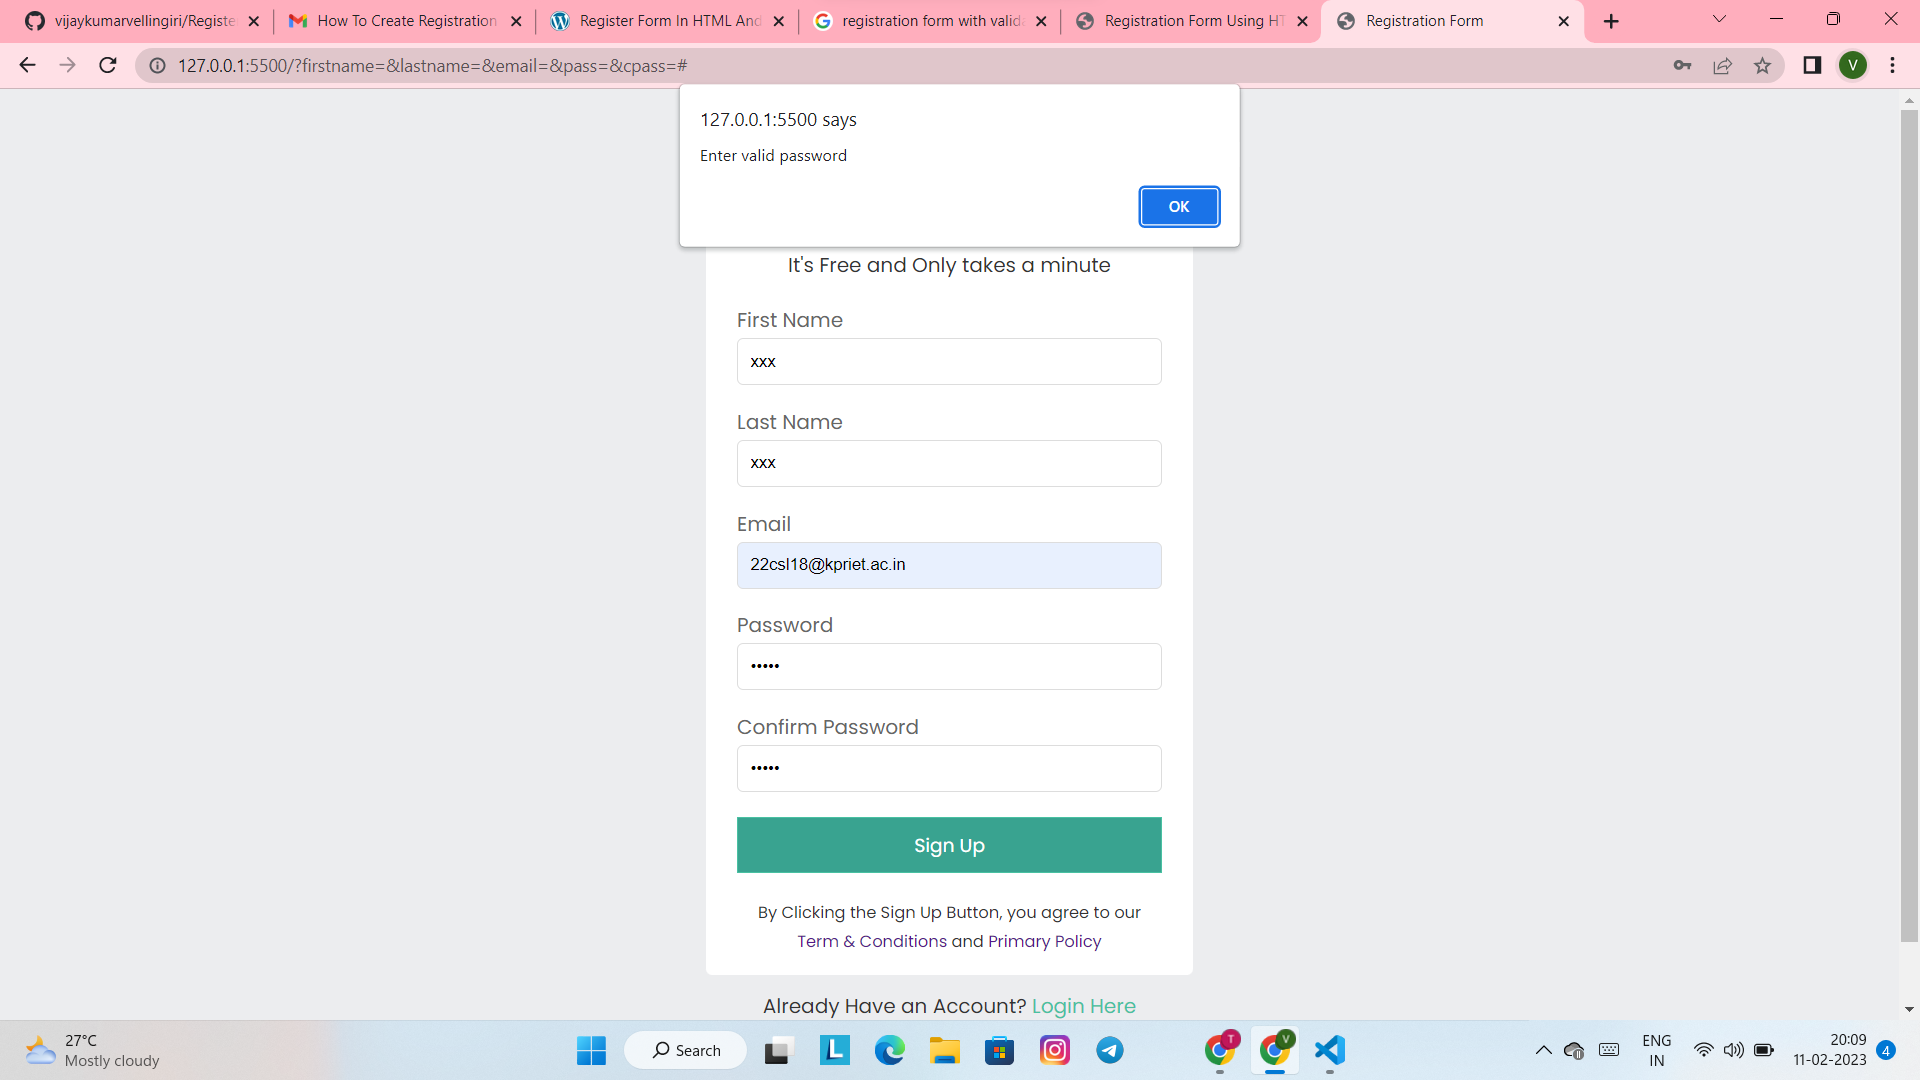 vijaykumarvellingiri/Registe
How To Create Registration
Register Form In HTML And
registration form with valida
Registration Form Using HT
Registration Form
127.0.0.1:5500/?firstname=&lastname=&email=&pass=&cpass=#
V
127.0.0.1:5500 says
Enter valid password
OK
It's Free and Only takes a minute
First Name
xxx
Last Name
xxx
Email
22csl18@kpriet.ac.in
Password
•••••
Confirm Password
•••••
Sign Up
By Clicking the Sign Up Button, you agree to our
Term & Conditions and Primary Policy
Already Have an Account? Login Here
27°C
Mostly cloudy
Search
L
T
V
ENG
IN
20:09
11-02-2023
4